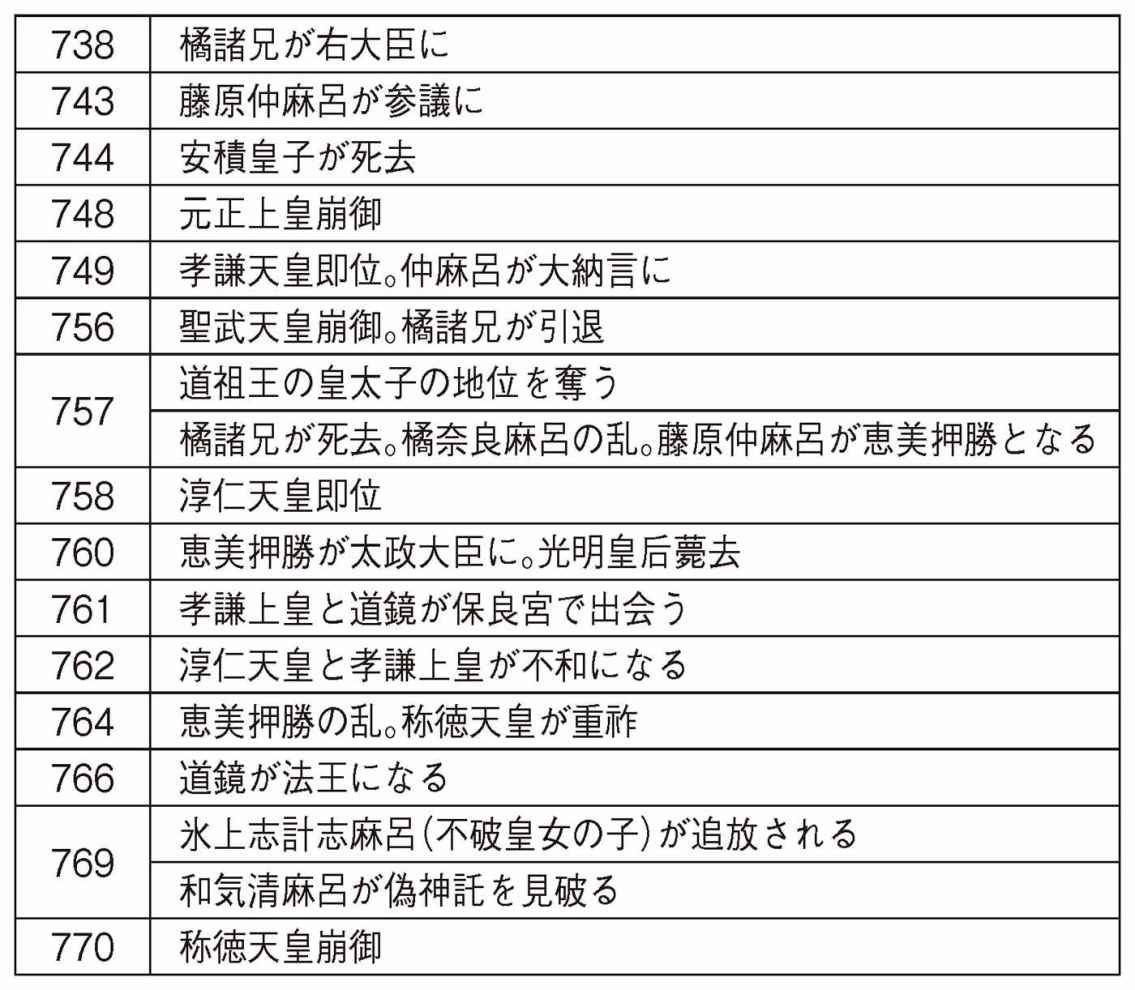 738 橘諸兄が右大臣に
743 藤原仲麻呂が参議に
744 安積皇子が死去
748 元正上皇崩御
749 孝謙天皇即位。仲麻呂が大納言に
756 聖武天皇崩御。橘諸兄が引退
757 道祖王の皇太子の地位を奪う
橘諸兄が死去。橘奈良麻呂の乱。藤原仲麻呂が恵美押勝となる
758 淳仁天皇即位
760 恵美押勝が太政大臣に。光明皇后薨去
761 孝謙上皇と道鏡が保良宮で出会う
762 淳仁天皇と孝謙上皇が不和になる
764 恵美押勝の乱。称徳天皇が重祚
766 道鏡が法王になる
769 氷上志計志麻呂(不破皇女の子)が追放される
和気清麻呂が偽神託を見破る
770 称徳天皇崩御